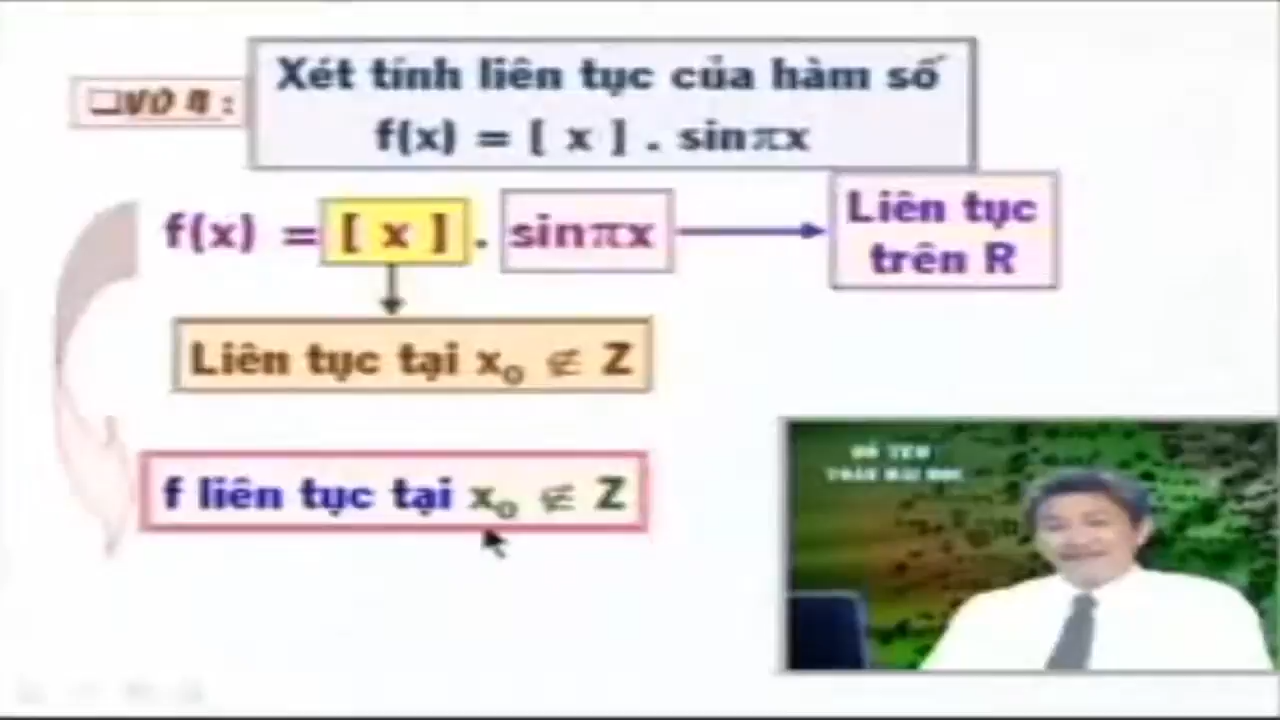 ❑VD 4 :
Xét tính liên tục của hàm số
f(x) = [ x ] . sinπx
f(x) = [ x ] . sinπx
Liên tục
trên R
Liên tục tại x₀ ∉ Z
f liên tục tại x₀ ∉ Z